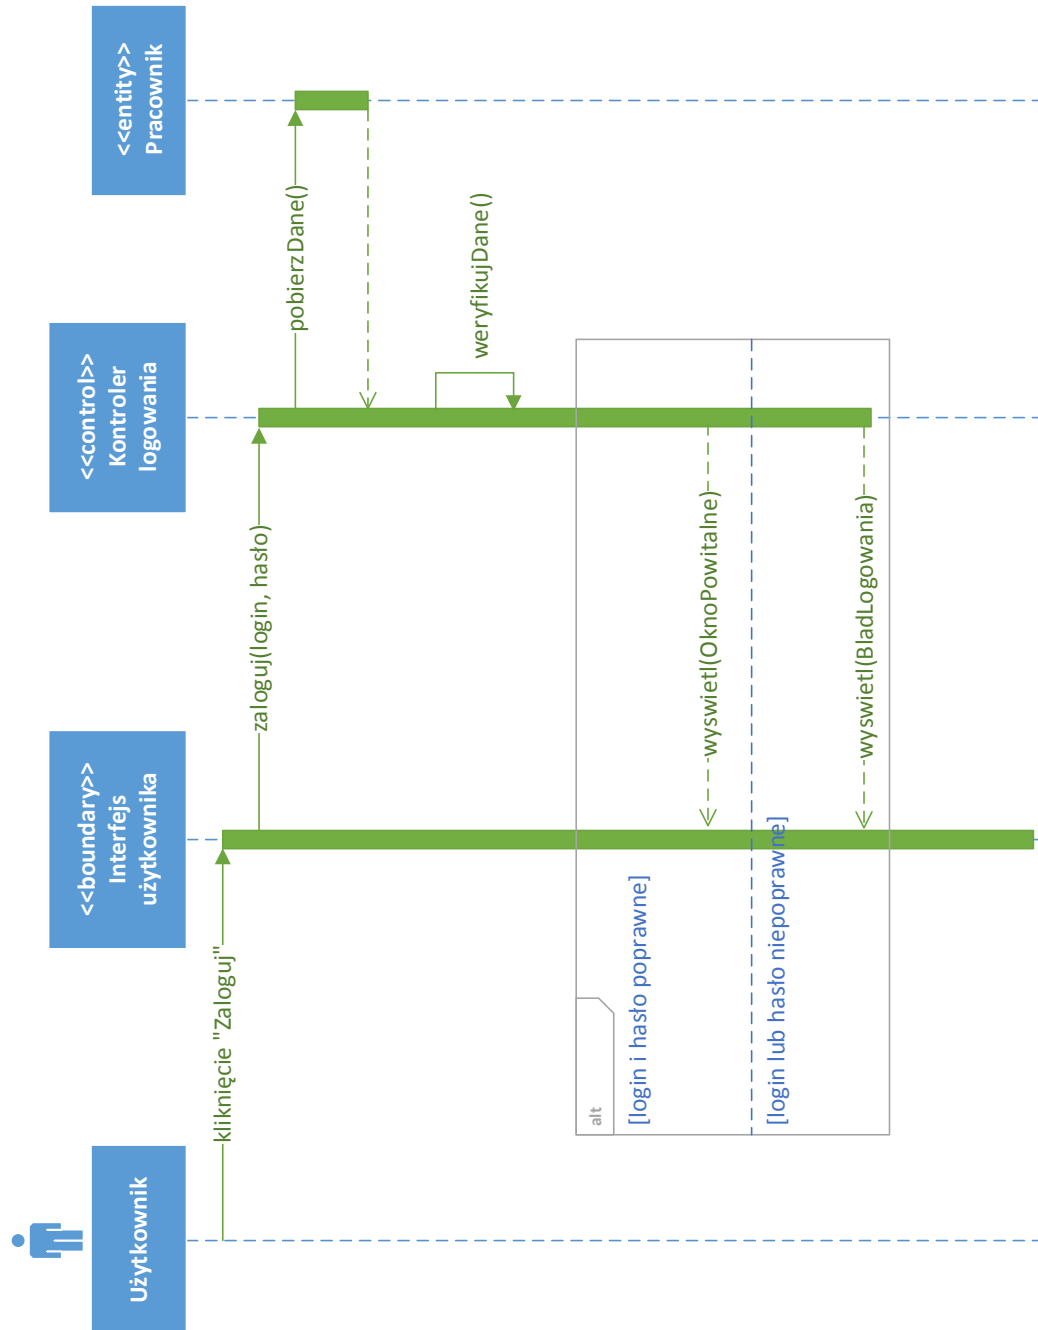 Użytkownik
<<boundary>>
Interfejs
użytkownika
<<control>>
Kontroler
logowania
<<entity>>
Pracownik
kliknięcie "Zaloguj"
zaloguj(login, hasło)
pobierzDane()
weryfikujDane()
alt
[login i hasło poprawne]
wyswietl(OknoPowitalne)
[login lub hasło niepoprawne]
wyswietl(BladLogowania)